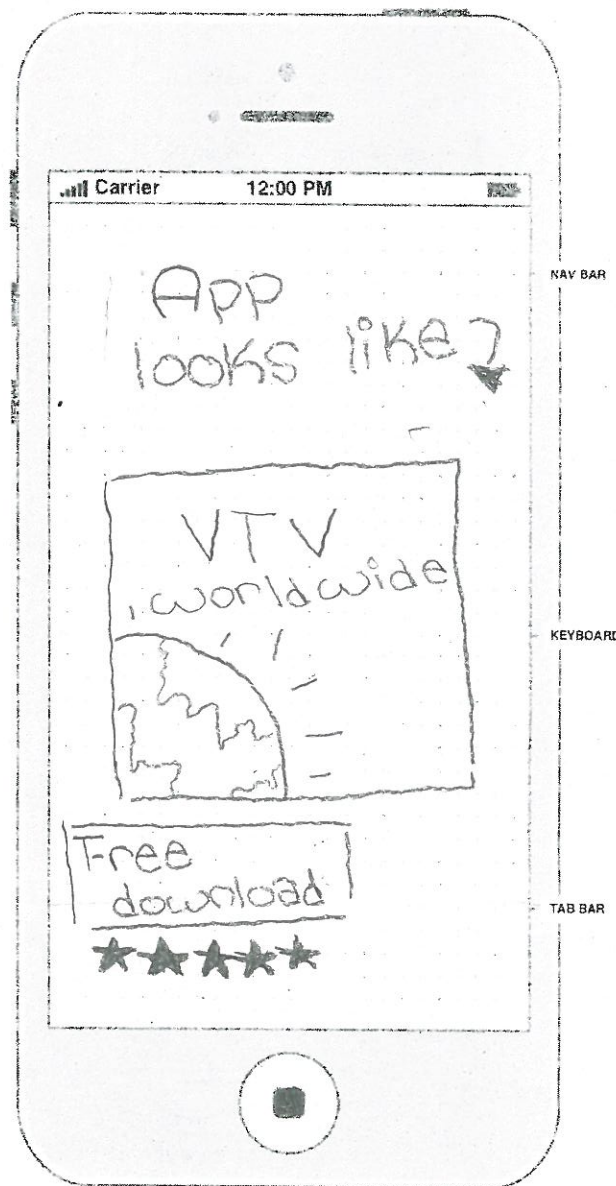 Carrier 12:00 PM
NAV BAR
App
looks like
VTV
worldwide
KEYBOARD
Free
download
TAB BAR